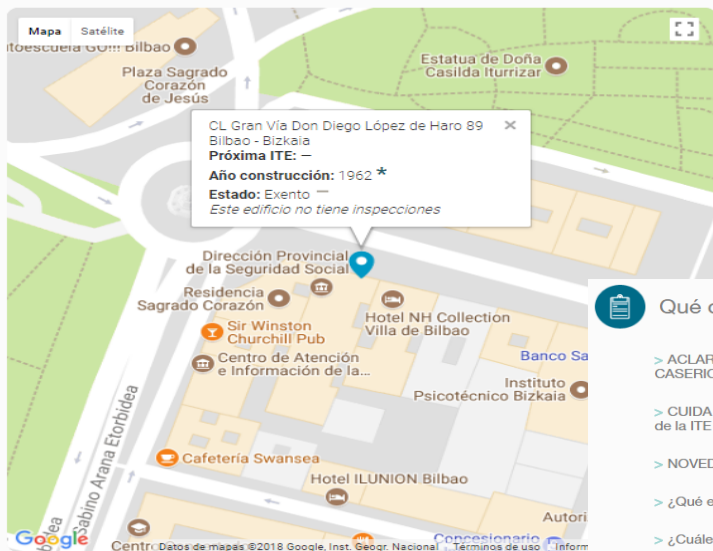 Mapa Satélite
toescuela GO!!! Bilbao
Plaza Sagrado
Corazón
de Jesús
Estatua de Doña
Casilda Iturrizar
CL Gran Vía Don Diego López de Haro 89
Bilbao - Bizkaia
Próxima ITE: —
Año construcción: 1962 *
Estado: Exento —
Este edificio no tiene inspecciones
Dirección Provincial
de la Seguridad Social
Residencia
Sagrado Corazón
Hotel NH Collection
Villa de Bilbao
Sir Winston
Churchill Pub
Centro de Atención
e Información de la...
Banco Sa
Instituto
Psicotécnico Bizkaia
Sabino Arana Etorbidea
Cafetería Swansea
Hotel ILUNION Bilbao
Autori
Concesionario
Google
Centro
Datos de mapas ©2018 Google, Inst. Geogr. Nacional Términos de uso Inform
Qué
> ACLAR
CASERIO
> CUIDA
de la ITE
> NOVED
> ¿Qué e
> ¿Cuále